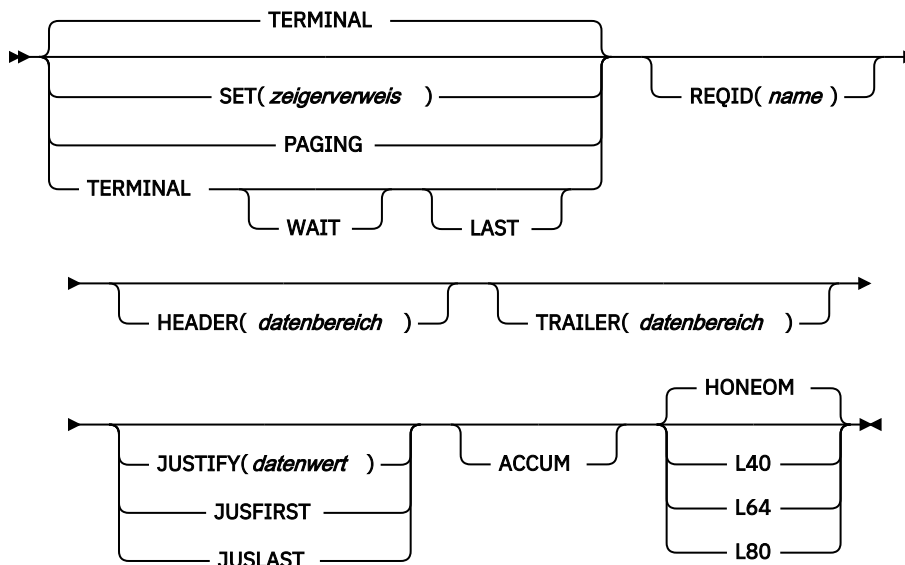 TERMINAL
SET( zeigerverweis )
REQID( name )
PAGING
TERMINAL
WAIT
LAST
HEADER( datenbereich )
TRAILER( datenbereich )
HONEOM
JUSTIFY( datenwert )
ACCUM
L40
JUSFIRST
L64
JUSLAST
L80